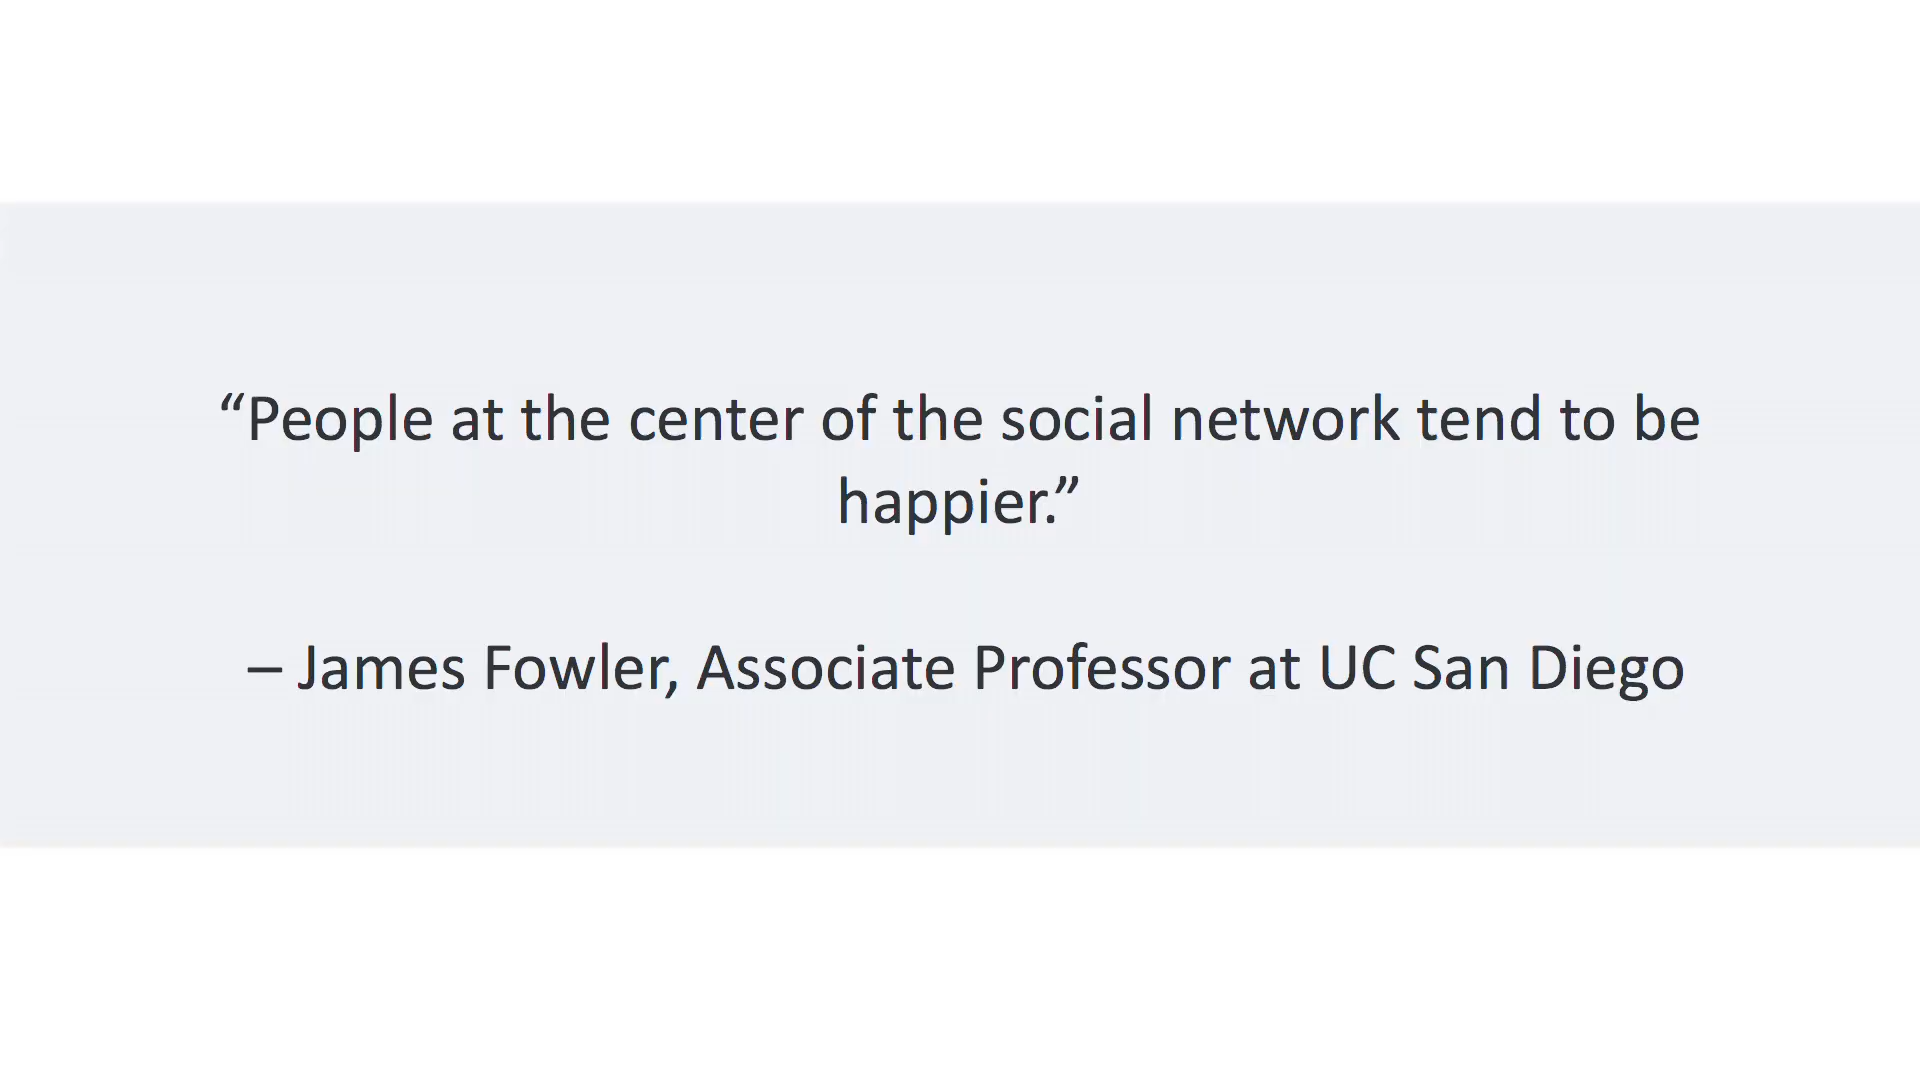 “People at the center of the social network tend to be
happier.”
– James Fowler, Associate Professor at UC San Diego